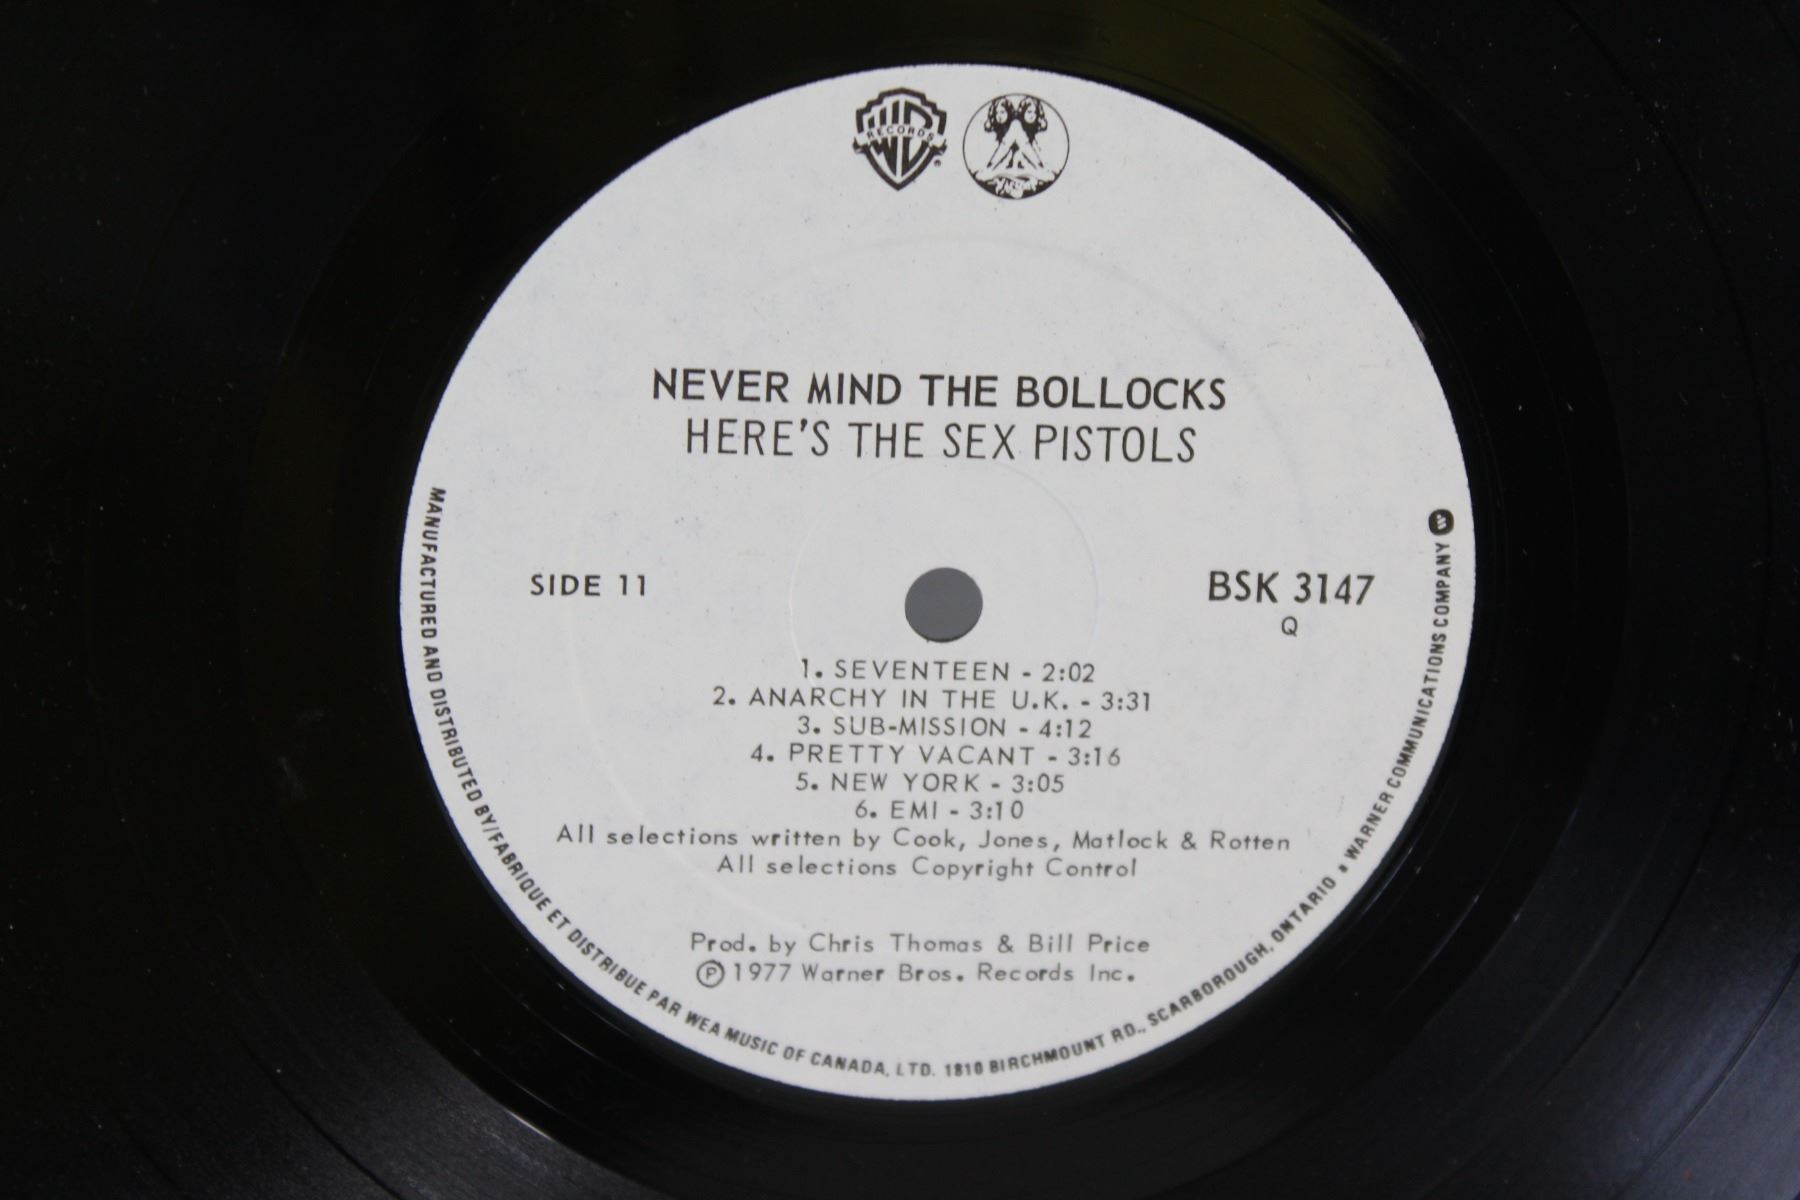 WB RECORDS ®
NEVER MIND THE BOLLOCKS
HERE'S THE SEX PISTOLS
SIDE 11
BSK 3147
Q
1. SEVENTEEN - 2:02
2. ANARCHY IN THE U.K. - 3:31
3. SUB-MISSION - 4:12
4. PRETTY VACANT - 3:16
5. NEW YORK - 3:05
6. EMI - 3:10
All selections written by Cook, Jones, Matlock & Rotten
All selections Copyright Control
Prod. by Chris Thomas & Bill Price
℗ 1977 Warner Bros. Records Inc.
MANUFACTURED AND DISTRIBUTED BY/FABRIQUE ET DISTRIBUE PAR WEA MUSIC OF CANADA, LTD. 1810 BIRCHMOUNT RD., SCARBOROUGH, ONTARIO • WARNER COMMUNICATIONS COMPANY